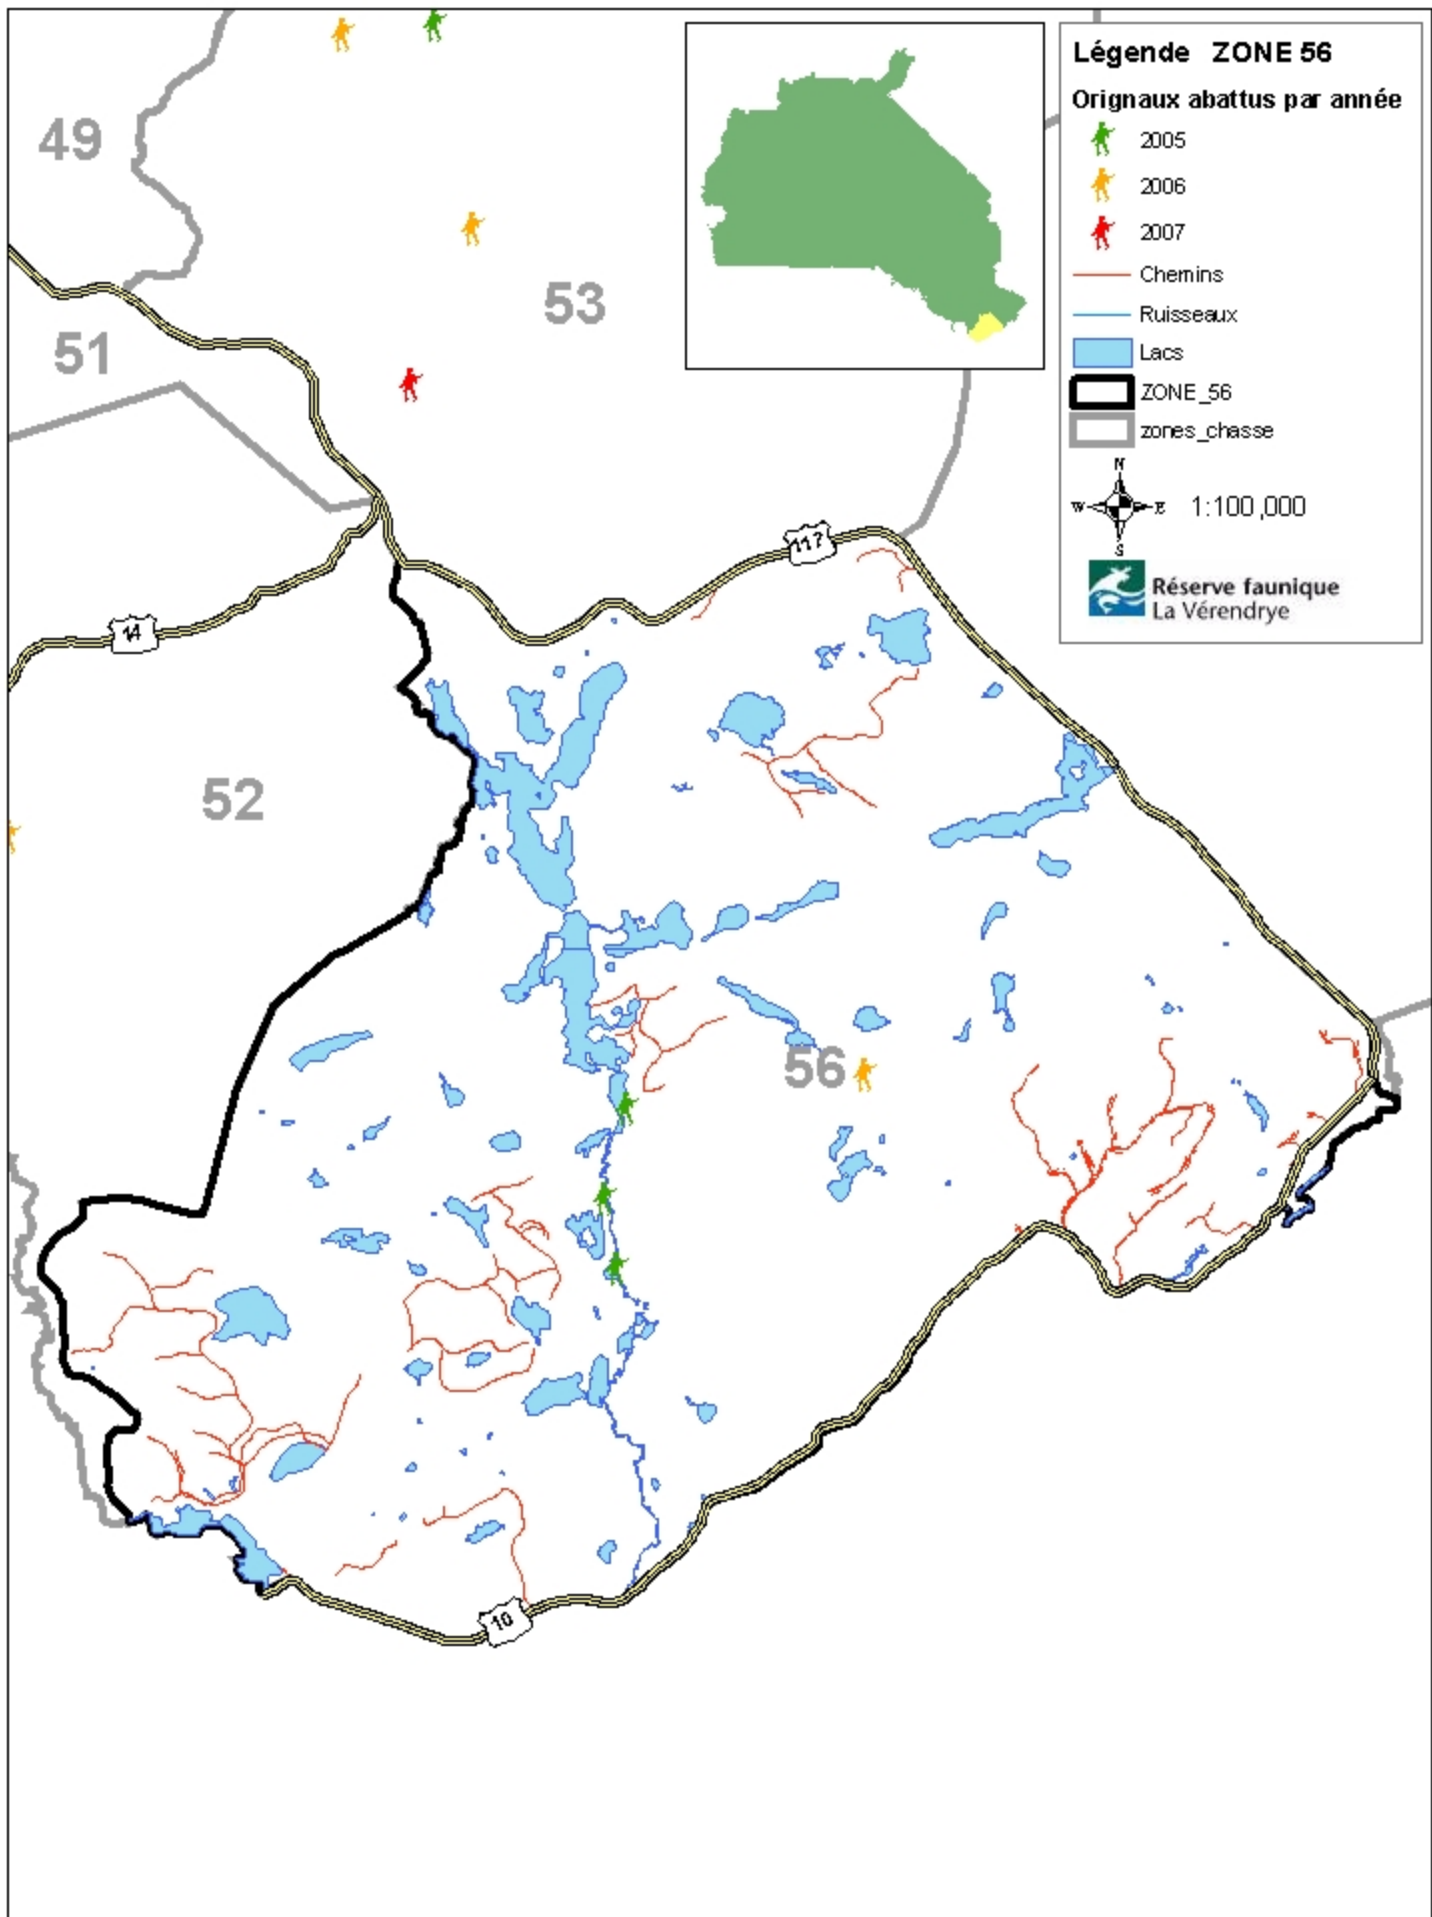 49
53
51
117
14
52
56
10
Légende ZONE 56
Orignaux abattus par année
2005
2006
2007
Chemins
Ruisseaux
Lacs
ZONE_56
zones_chasse
N
W E
S
1:100,000
Réserve faunique
La Vérendrye